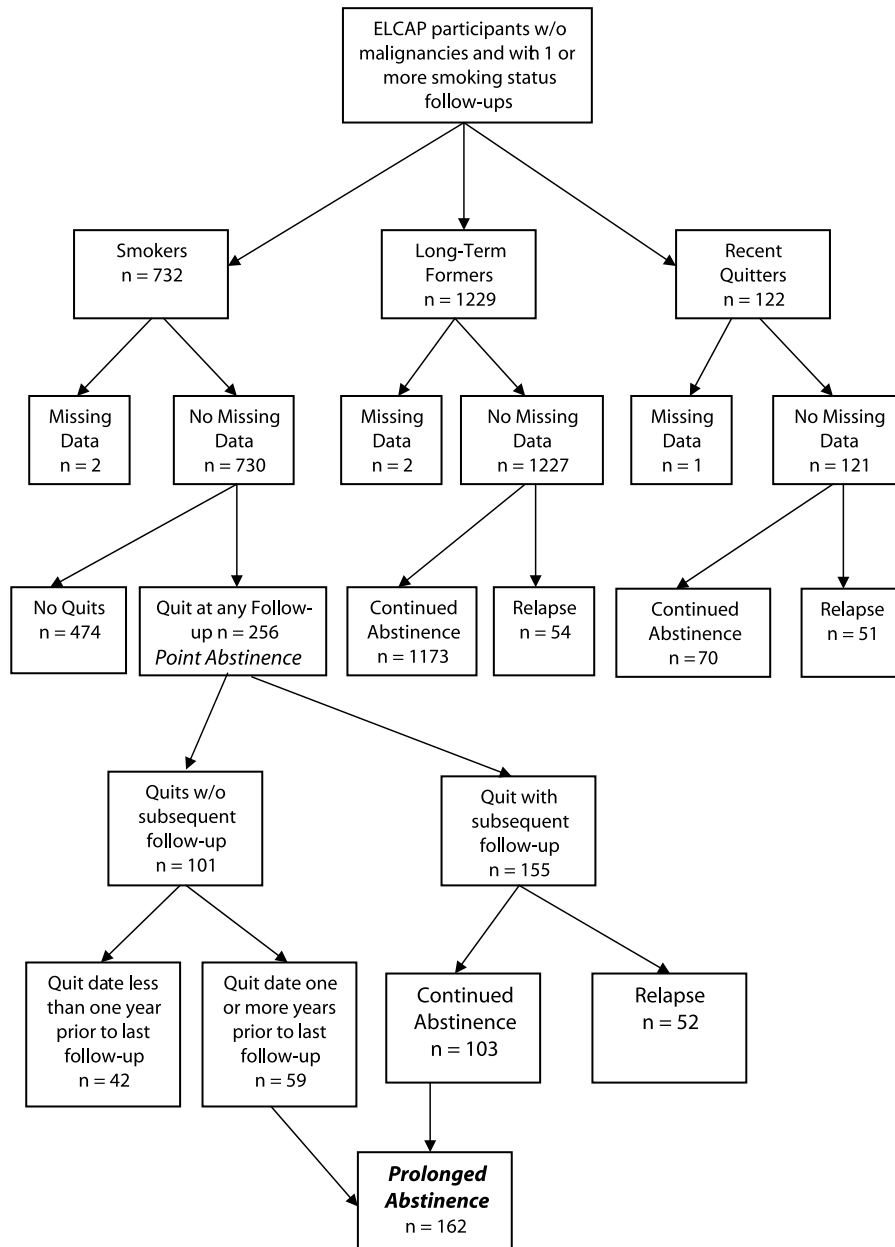 ELCAP participants w/o
malignancies and with 1 or
more smoking status
follow-ups
Smokers
n = 732
Long-Term
Formers
n = 1229
Recent
Quitters
n = 122
Missing
Data
n = 2
No Missing
Data
n = 730
Missing
Data
n = 2
No Missing
Data
n = 1227
Missing
Data
n = 1
No Missing
Data
n = 121
No Quits
n = 474
Quit at any Follow-
up n = 256
Point Abstinence
Continued
Abstinence
n = 1173
Relapse
n = 54
Continued
Abstinence
n = 70
Relapse
n = 51
Quits w/o
subsequent
follow-up
n = 101
Quit with
subsequent
follow-up
n = 155
Quit date less
than one year
prior to last
follow-up
n = 42
Quit date one
or more years
prior to last
follow-up
n = 59
Continued
Abstinence
n = 103
Relapse
n = 52
Prolonged
Abstinence
n = 162